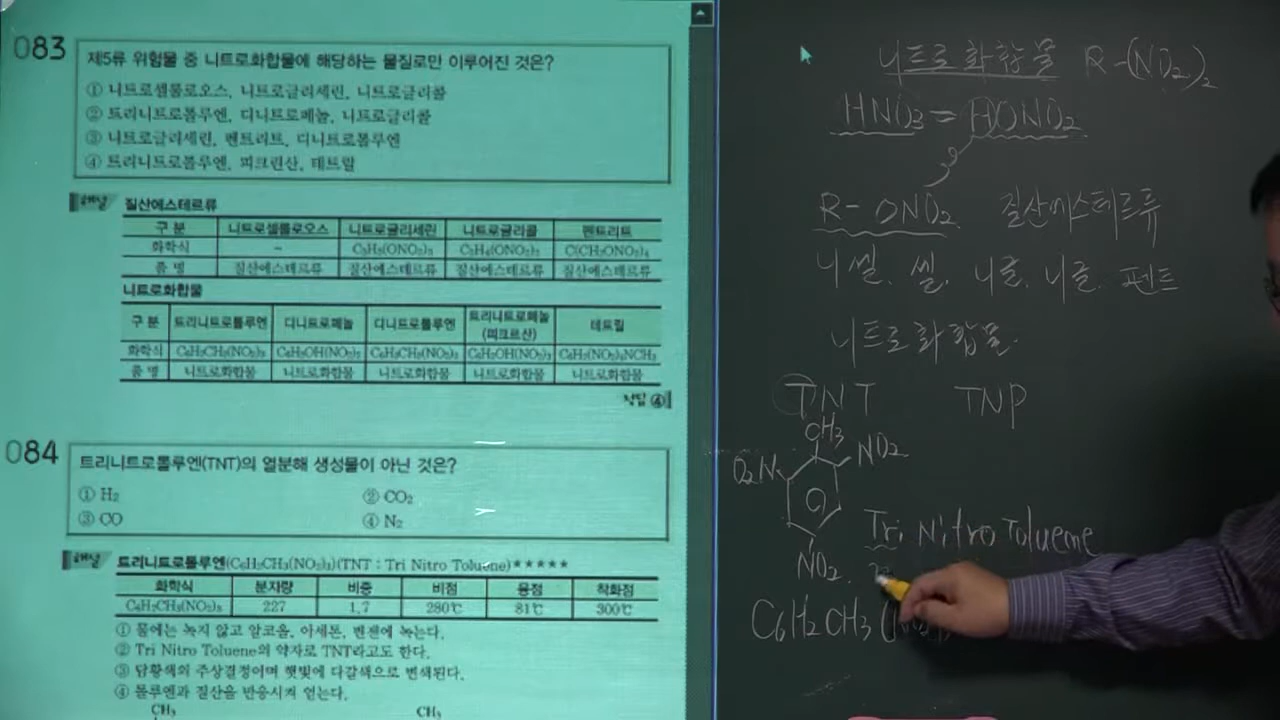 083
제5류 위험물 중 니트로화합물에 해당하는 물질로만 이루어진 것은?
① 니트로셀룰로오스, 니트로글리세린, 니트로글리콜
② 트리니트로톨루엔, 디니트로페놀, 니트로글리콜
③ 니트로글리세린, 펜트리트, 디니트로톨루엔
④ 트리니트로톨루엔, 피크린산, 테트릴
해설 질산에스테르류
구 분 니트로셀룰로오스 니트로글리세린 니트로글리콜 펜트리트
화학식 - C₃H₅(ONO₂)₃ C₂H₄(ONO₂)₂ C(CH₂ONO₂)₄
품 명 질산에스테르류 질산에스테르류 질산에스테르류 질산에스테르류
니트로화합물
구 분 트리니트로톨루엔 디니트로페놀 디니트로톨루엔 트리니트로페놀 (피크르산) 테트릴
화학식 C₆H₂CH₃(NO₂)₃ C₆H₃OH(NO₂)₂ C₆H₃CH₃(NO₂)₂ C₆H₂OH(NO₂)₃ C₆H₂(NO₂)₄NCH₃
품 명 니트로화합물 니트로화합물 니트로화합물 니트로화합물 니트로화합물
정답 ④
084
트리니트로톨루엔(TNT)의 열분해 생성물이 아닌 것은?
① H₂ ② CO₂
③ CO ④ N₂
해설 트리니트로톨루엔(C₆H₂CH₃(NO₂)₃)(TNT : Tri Nitro Toluene)★★★★★
화학식 분자량 비중 비점 융점 착화점
C₆H₂CH₃(NO₂)₃ 227 1.7 280℃ 81℃ 300℃
① 물에는 녹지 않고 알코올, 아세톤, 벤젠에 녹는다.
② Tri Nitro Toluene의 약자로 TNT라고도 한다.
③ 담황색의 주상결정이며 햇빛에 다갈색으로 변색된다.
④ 톨루엔과 질산을 반응시켜 얻는다.
CH₃ CH₃
니트로화합물 R-(NO₂)₂
HNO₃ = HONO₂
R-ONO₂ 질산에스테르류
니셀. 셀. 니글. 니글. 펜트
니트로화합물.
TNT TNP
CH₃
O₂N NO₂
Tri Nitro Toluene
NO₂.
C₆H₂CH₃